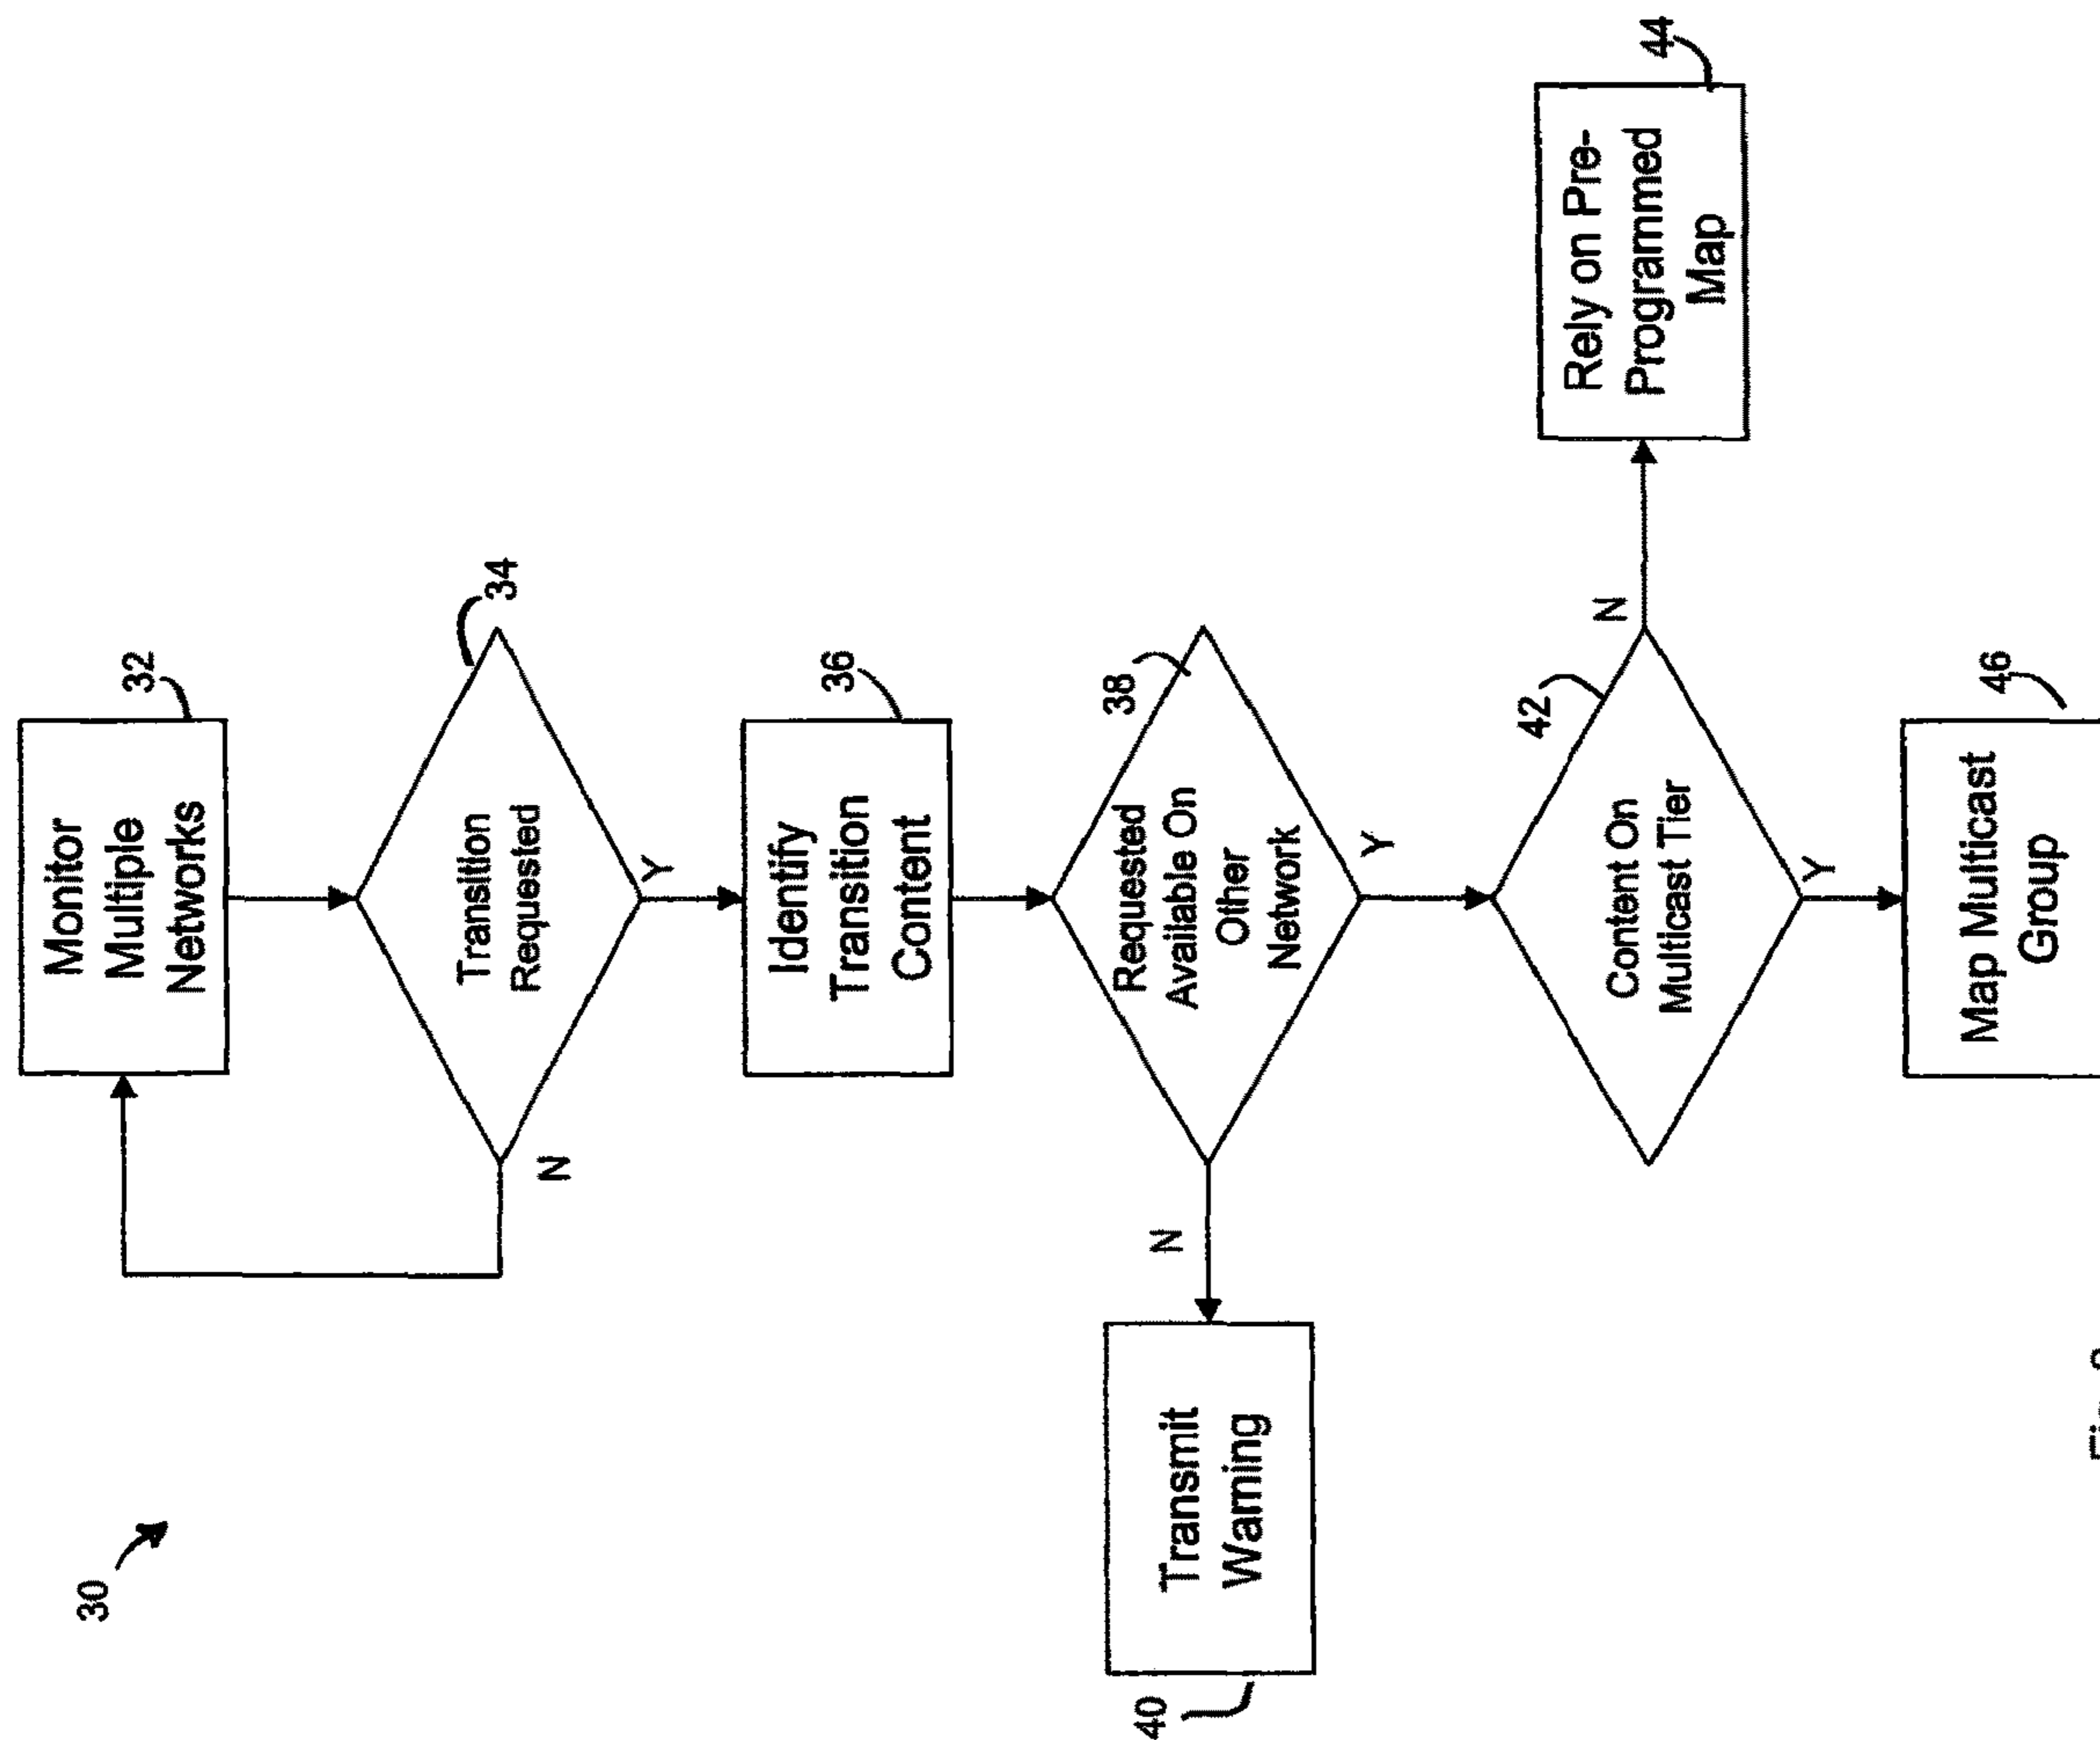 30
32
Monitor
Multiple
Networks
34
Transition
Requested
N
Y
36
Identify
Transition
Content
38
Requested
Available On
Other
Network
N
Y
40
Transmit
Warning
42
Content On
Multicast Tier
N
Y
44
Rely on Pre-
Programmed
Map
46
Map Multicast
Group